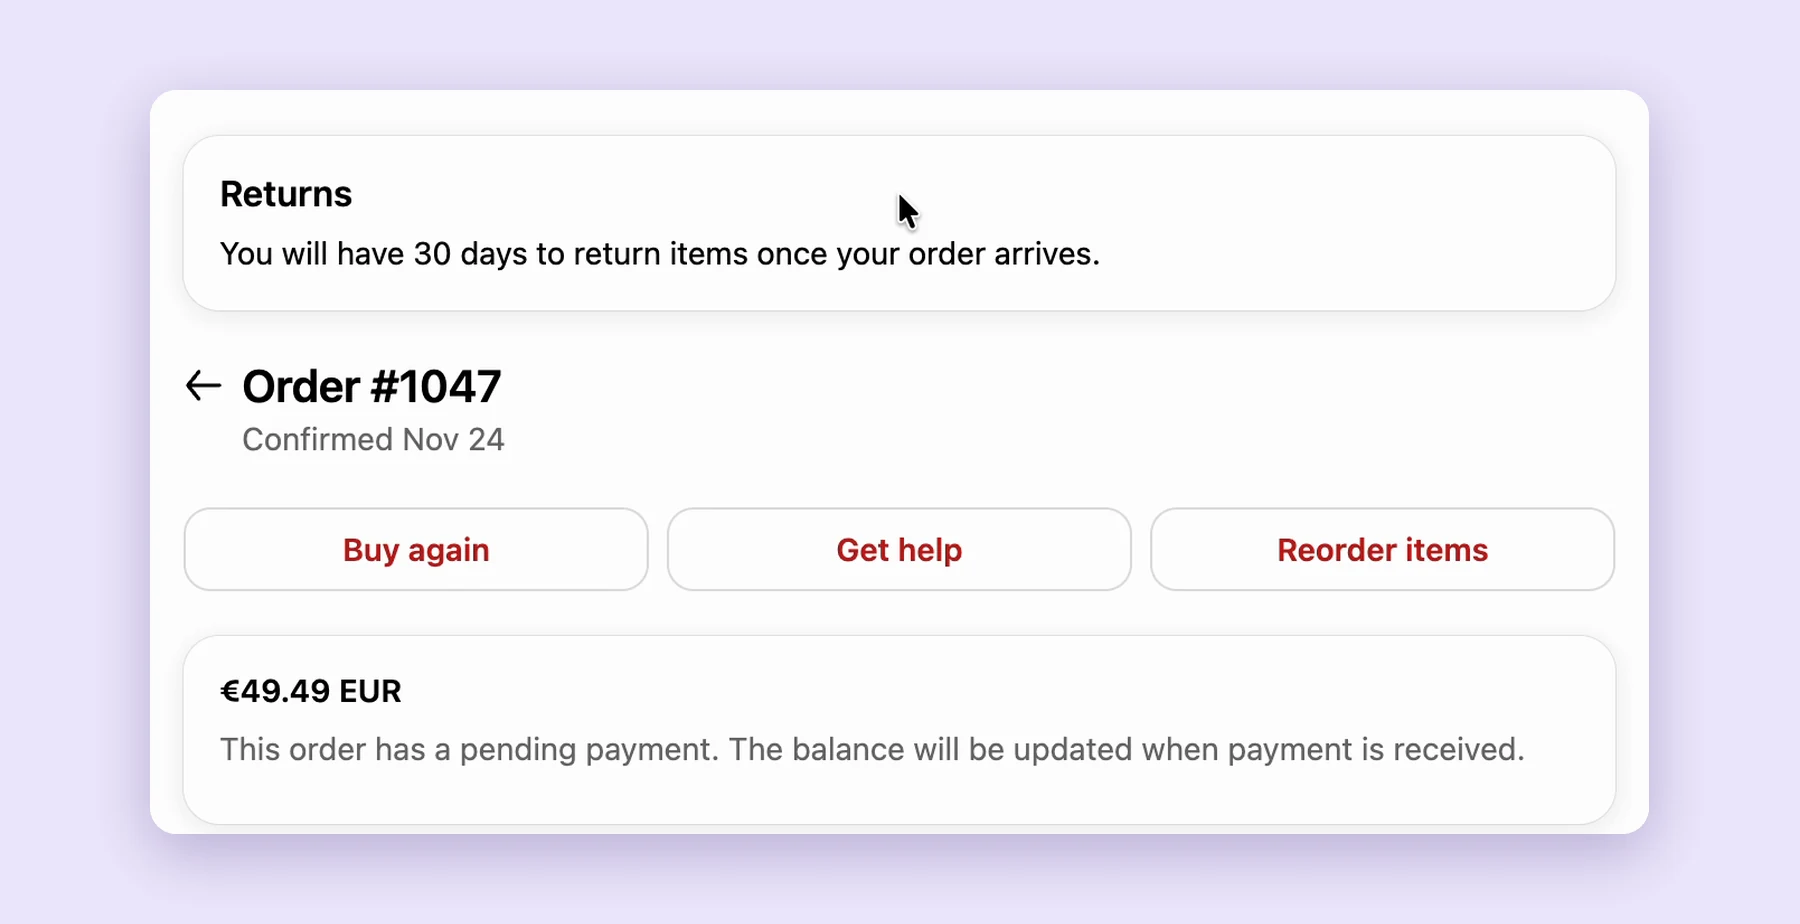 Returns
You will have 30 days to return items once your order arrives.
Order #1047
Confirmed Nov 24
Buy again
Get help
Reorder items
€49.49 EUR
This order has a pending payment. The balance will be updated when payment is received.